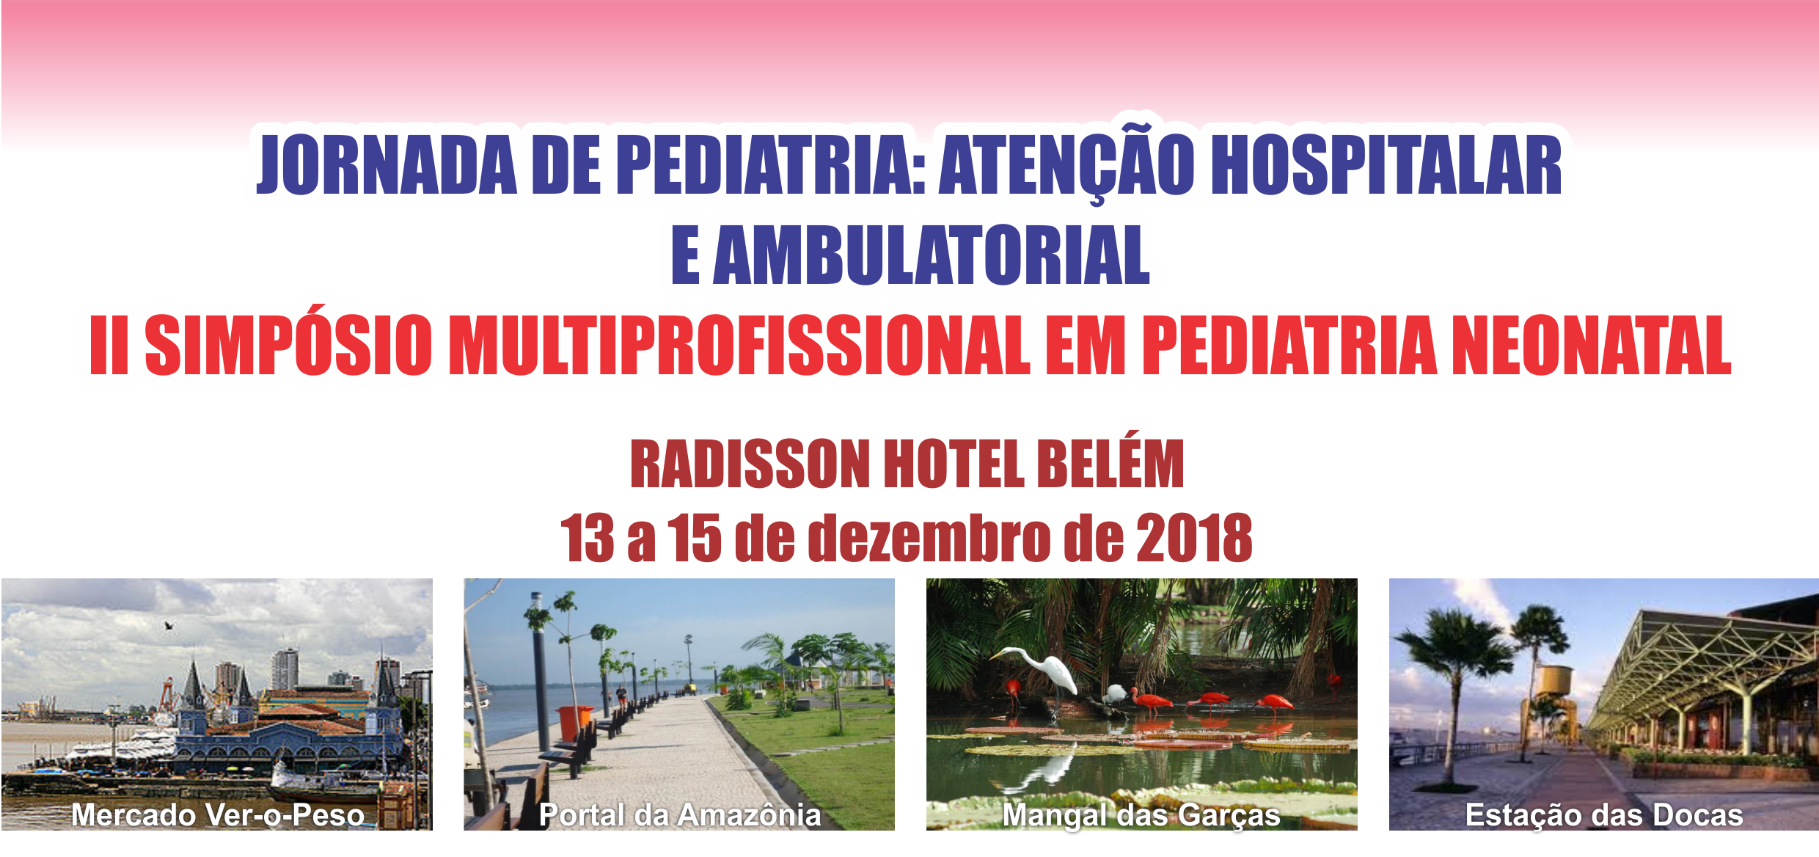 JORNADA DE PEDIATRIA: ATENÇÃO HOSPITALAR
E AMBULATORIAL
II SIMPÓSIO MULTIPROFISSIONAL EM PEDIATRIA NEONATAL
RADISSON HOTEL BELÉM
13 a 15 de dezembro de 2018
Mercado Ver-o-Peso
Portal da Amazônia
Mangal das Garças
Estação das Docas